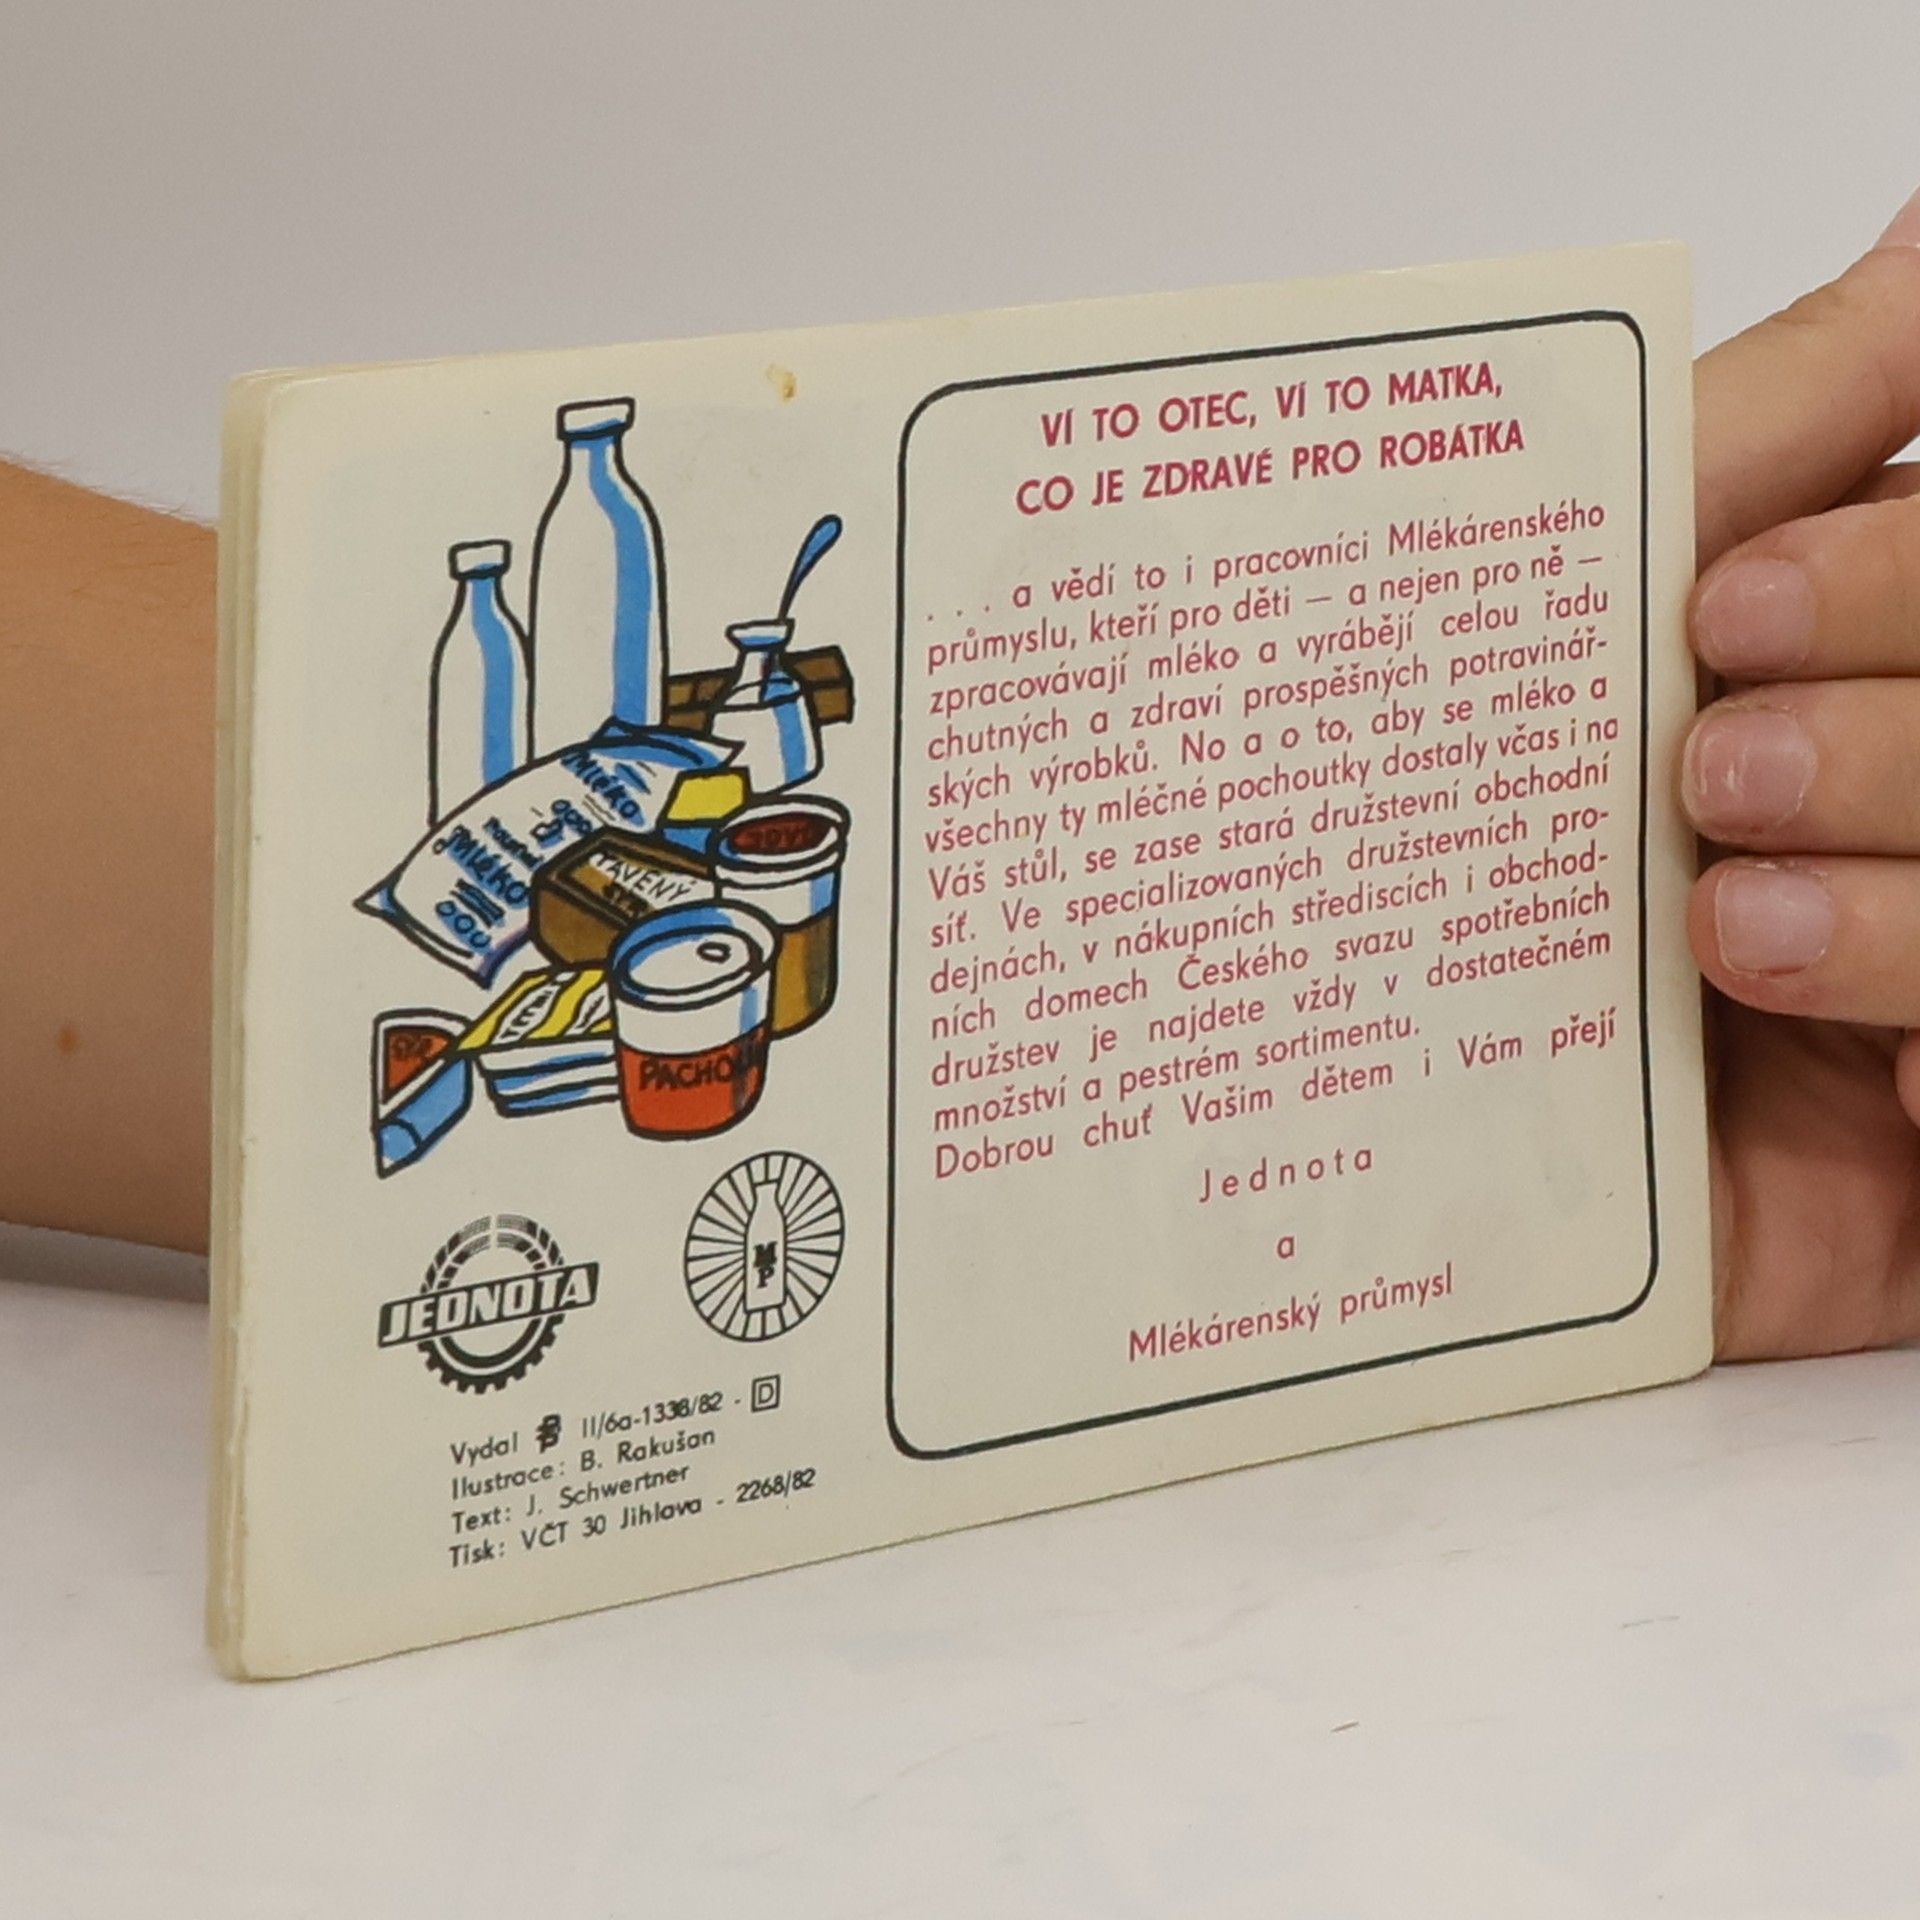 VÍ TO OTEC, VÍ TO MATKA,
CO JE ZDRAVÉ PRO ROBÁTKA
. . . a vědí to i pracovníci Mlékárenského
průmyslu, kteří pro děti — a nejen pro ně —
zpracovávají mléko a vyrábějí celou řadu
chutných a zdraví prospěšných potravinář-
ských výrobků. No a o to, aby se mléko a
všechny ty mléčné pochoutky dostaly včas i na
Váš stůl, se zase stará družstevní obchodní
síť. Ve specializovaných družstevních pro-
dejnách, v nákupních střediscích i obchod-
ních domech Českého svazu spotřebních
družstev je najdete vždy v dostatečném
množství a pestrém sortimentu.
Dobrou chuť Vašim dětem i Vám přejí
Jednota
a
Mlékárenský průmysl
Mléko
Mléko
TAVENÝ
PACHO
JEDNOTA
MP
Vydal II/6a-1338/82 - D
Ilustrace: B. Rakušan
Text: J. Schwertner
Tisk: VČT 30 Jihlava - 2268/82